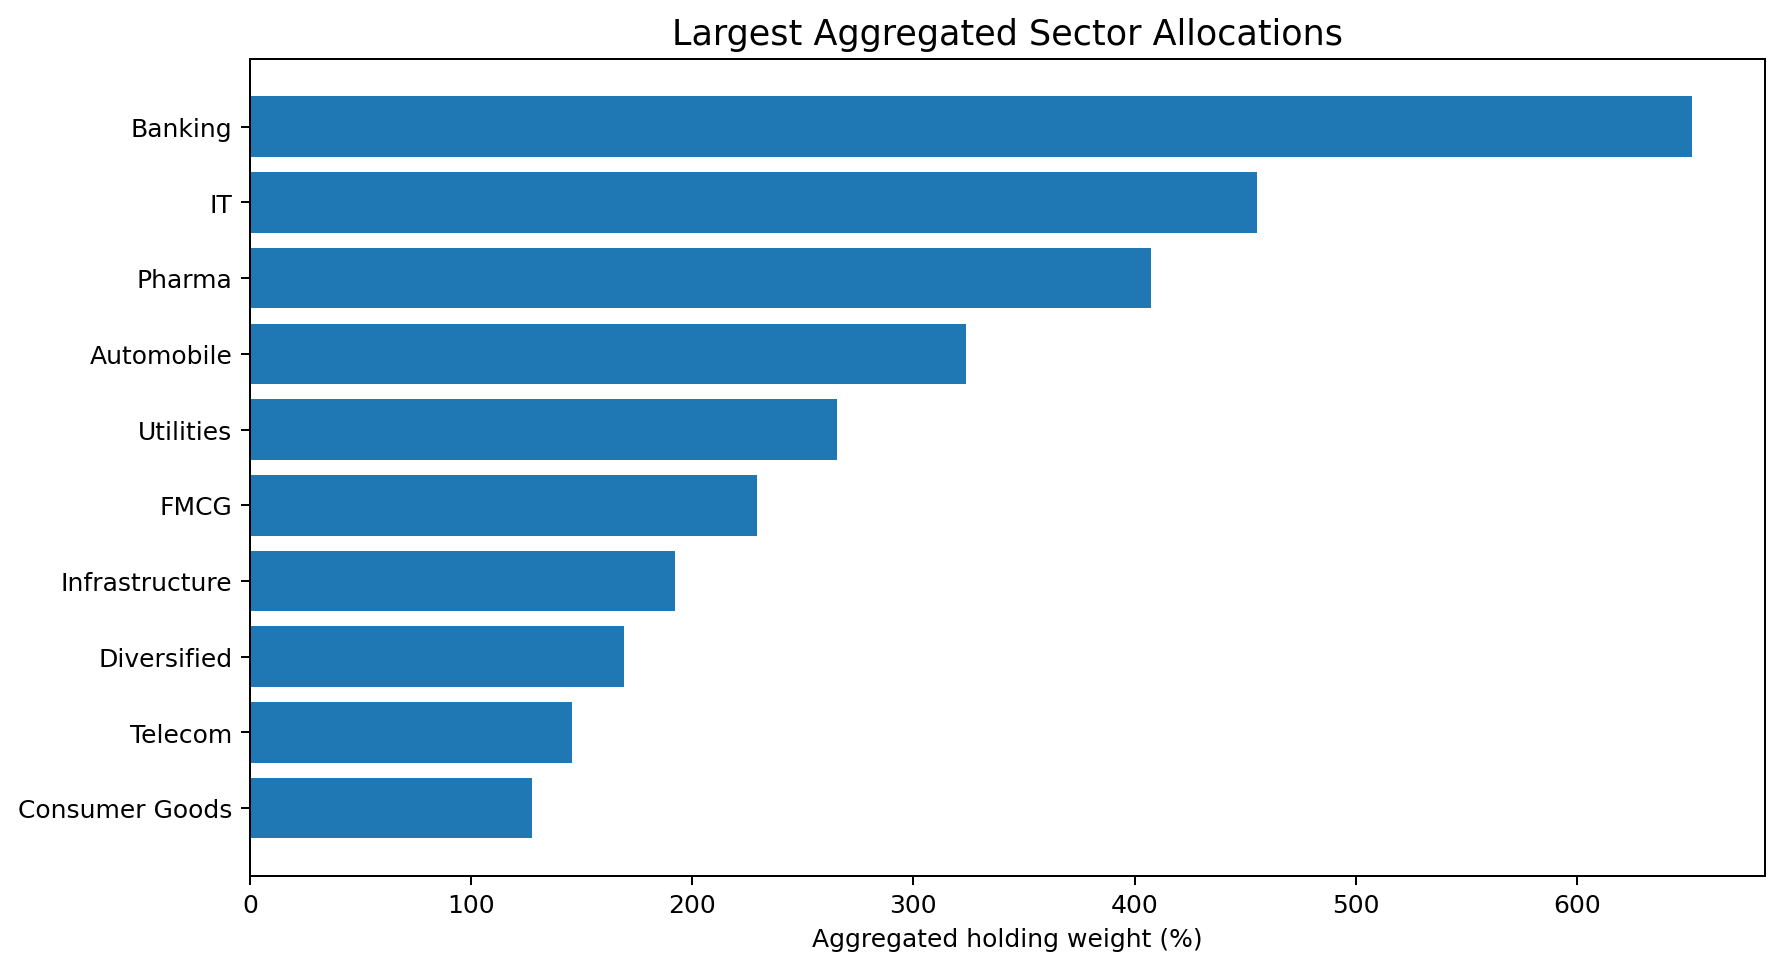 Largest Aggregated Sector Allocations
Banking
IT
Pharma
Automobile
Utilities
FMCG
Infrastructure
Diversified
Telecom
Consumer Goods
0 100 200 300 400 500 600
Aggregated holding weight (%)